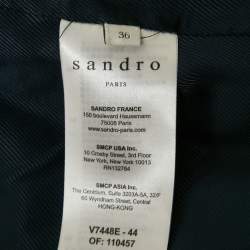 36
sandro
PARIS
SANDRO FRANCE
150 boulevard Haussmann
75008 Paris
www.sandro-paris.com
SMCP USA Inc.
10 Crosby Street, 3rd Floor
New York, New York 10013
RN132784
SMCP ASIA Inc.
The Centrium, Suite 3203A-5A, 32/F
60 Wyndham Street, Central
HONG-KONG
V7448E - 44
OF: 110457